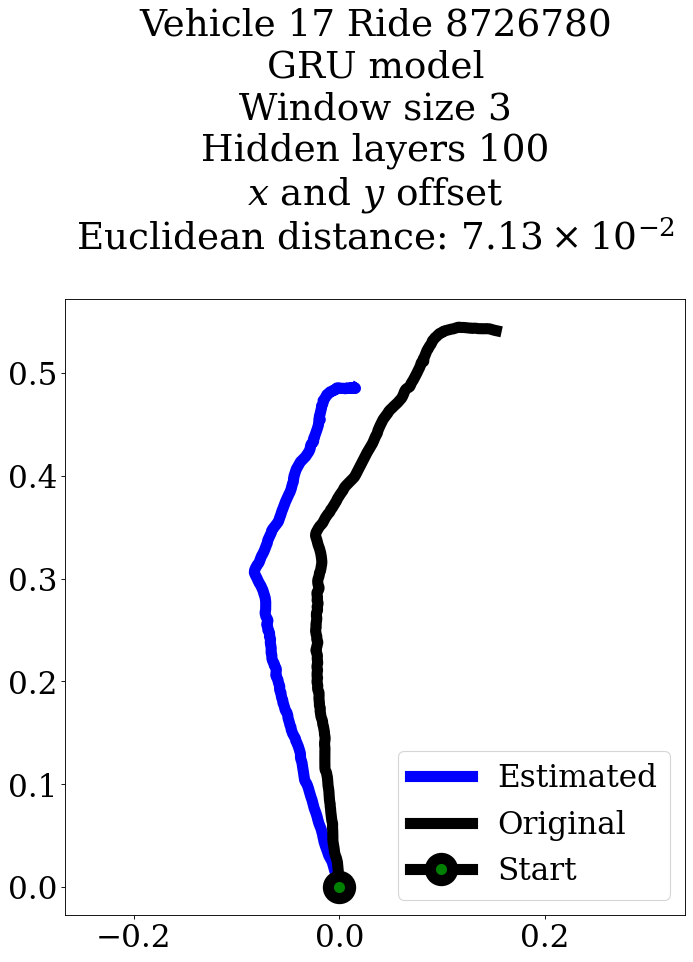 Vehicle 17 Ride 8726780
GRU model
Window size 3
Hidden layers 100
x and y offset
Euclidean distance: 7.13 × 10⁻²
0.5
0.4
0.3
0.2
0.1
0.0
Estimated
Original
Start
−0.2 0.0 0.2